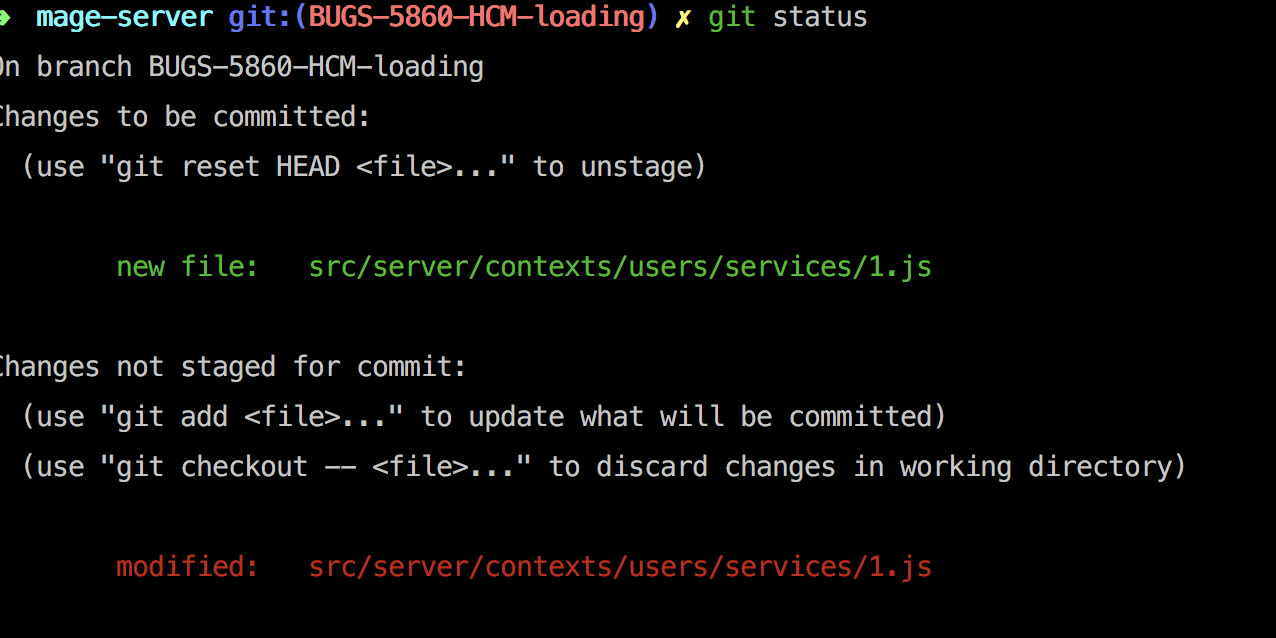 ➜ mage-server git:(BUGS-5860-HCM-loading) ✗ git status
On branch BUGS-5860-HCM-loading
Changes to be committed:
(use "git reset HEAD <file>..." to unstage)
new file: src/server/contexts/users/services/1.js
Changes not staged for commit:
(use "git add <file>..." to update what will be committed)
(use "git checkout -- <file>..." to discard changes in working directory)
modified: src/server/contexts/users/services/1.js